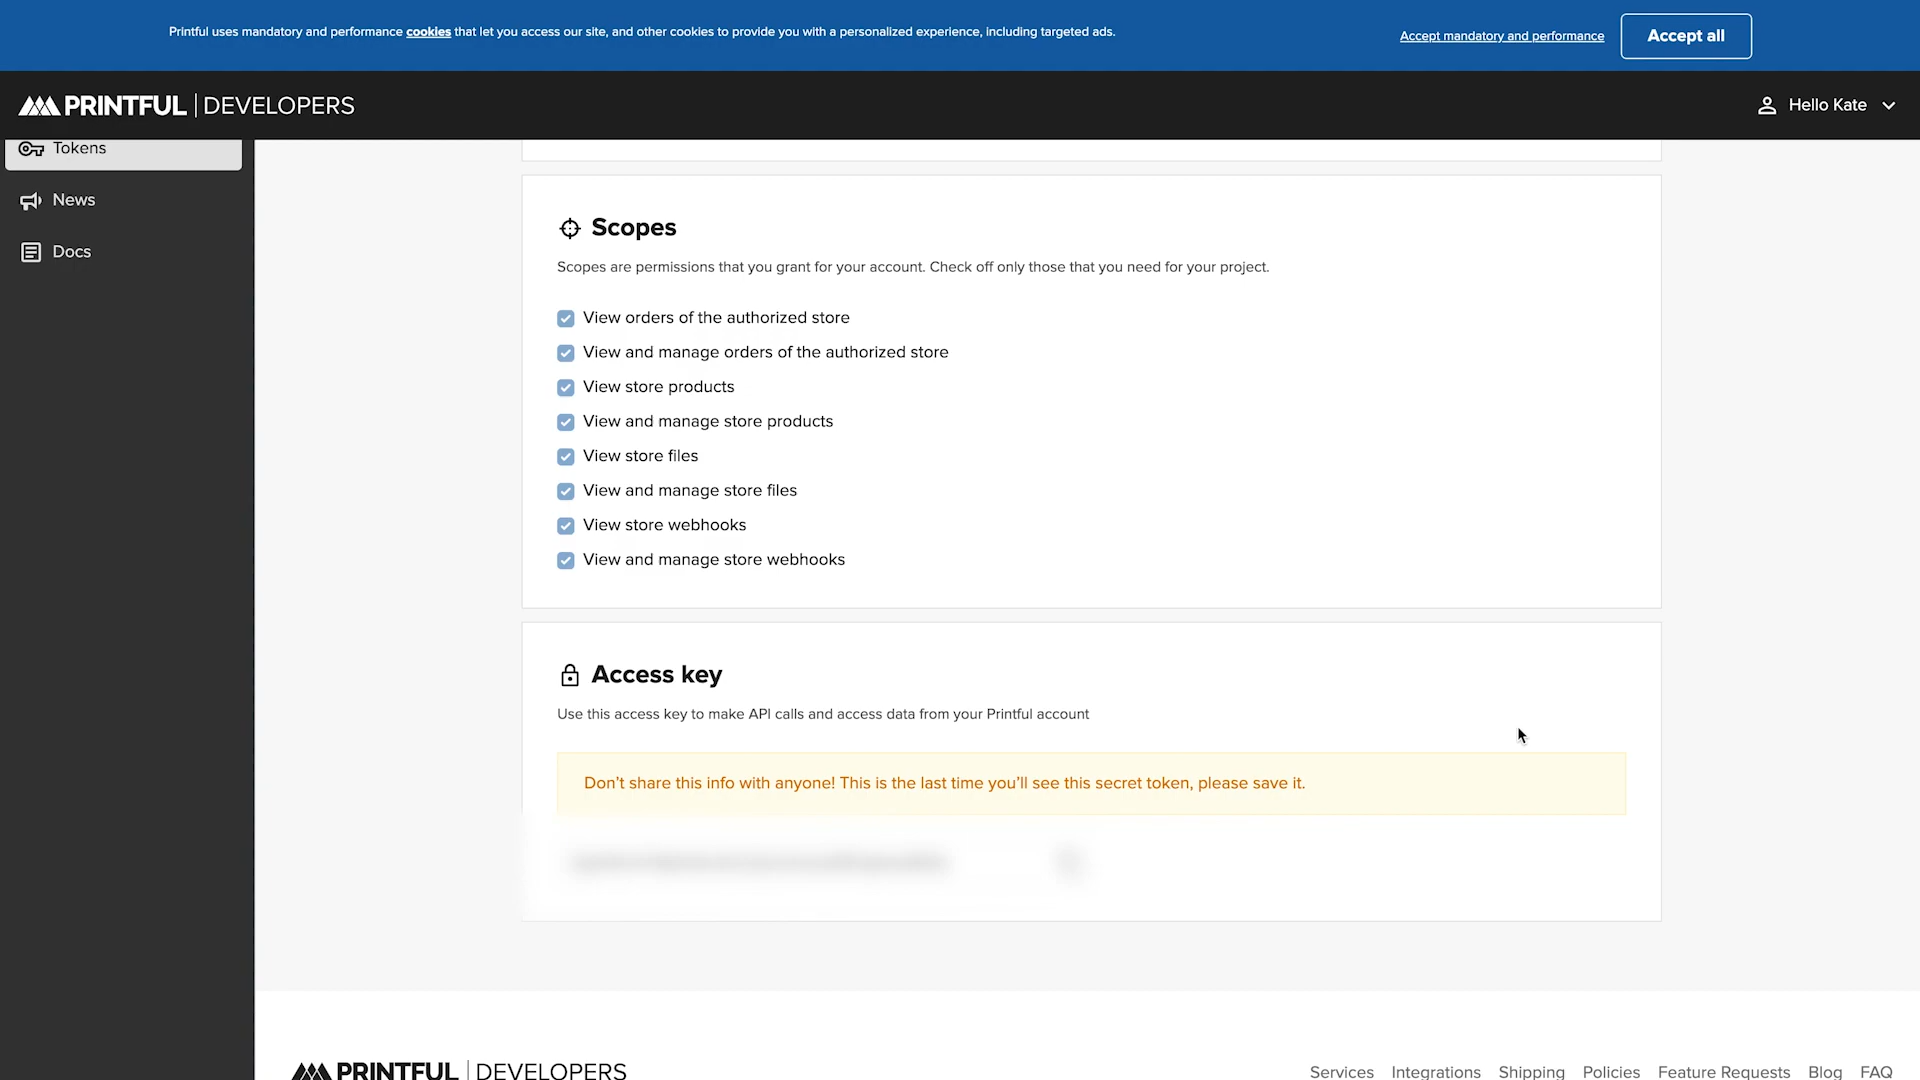 Printful uses mandatory and performance cookies that let you access our site, and other cookies to provide you with a personalized experience, including targeted ads.
Accept mandatory and performance
Accept all
PRINTFUL | DEVELOPERS
Hello Kate
Tokens
News
Docs
Scopes
Scopes are permissions that you grant for your account. Check off only those that you need for your project.
View orders of the authorized store
View and manage orders of the authorized store
View store products
View and manage store products
View store files
View and manage store files
View store webhooks
View and manage store webhooks
Access key
Use this access key to make API calls and access data from your Printful account
Don't share this info with anyone! This is the last time you'll see this secret token, please save it.
PRINTFUL | DEVELOPERS
Services
Integrations
Shipping
Policies
Feature Requests
Blog
FAQ